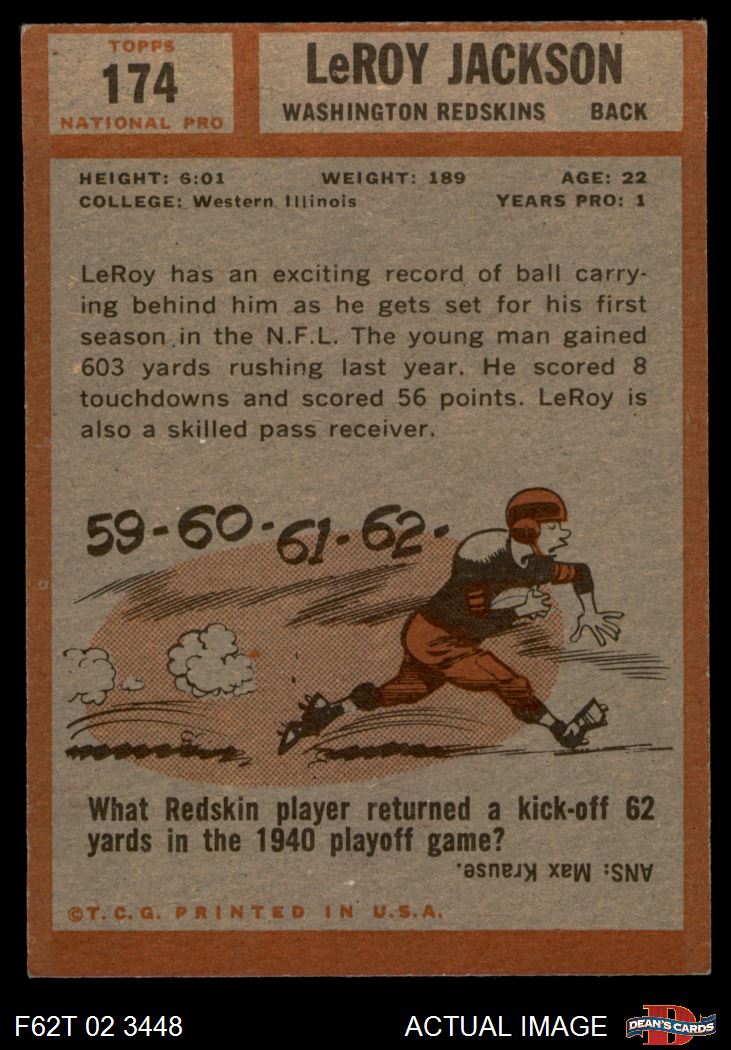 TOPPS
174
NATIONAL PRO
LeROY JACKSON
WASHINGTON REDSKINS BACK
HEIGHT: 6:01 WEIGHT: 189 AGE: 22
COLLEGE: Western Illinois YEARS PRO: 1
LeRoy has an exciting record of ball carry-
ing behind him as he gets set for his first
season in the N.F.L. The young man gained
603 yards rushing last year. He scored 8
touchdowns and scored 56 points. LeRoy is
also a skilled pass receiver.
59-60-61-62-
What Redskin player returned a kick-off 62
yards in the 1940 playoff game?
ANS: Max Krause.
©T.C.G. PRINTED IN U.S.A.
F62T 02 3448 ACTUAL IMAGE
D
DEAN'S CARDS